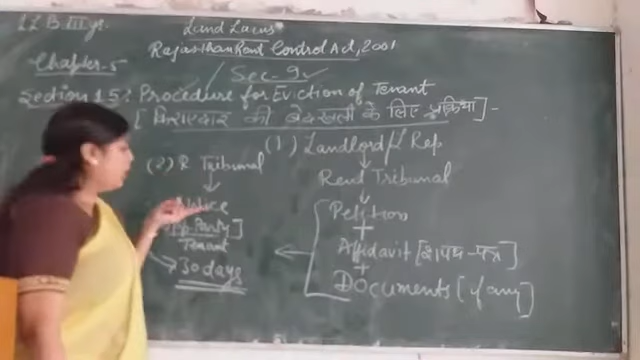 LL.B III yr.
Land Laws
Rajasthan Rent Control Act, 2001
Chapter-5
Sec-9
Section 15: Procedure for Eviction of Tenant
[किरायेदार की बेदखली के लिए प्रक्रिया]-
(1) Landlord/L Rep
(2) R Tribunal
Rend Tribunal
Notice
[Opp. Party]
Tenant
30 days
Petition
+
Affidavit [शपथ-पत्र]
+
Documents [if any]